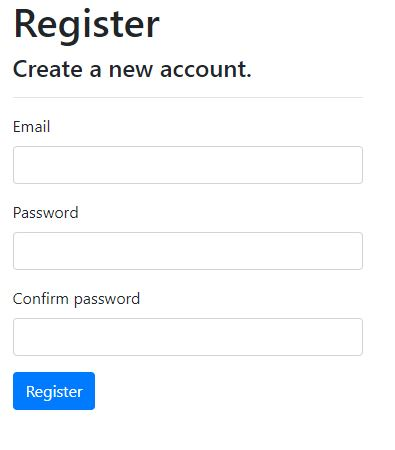 Register
Create a new account.
Email
Password
Confirm password
Register